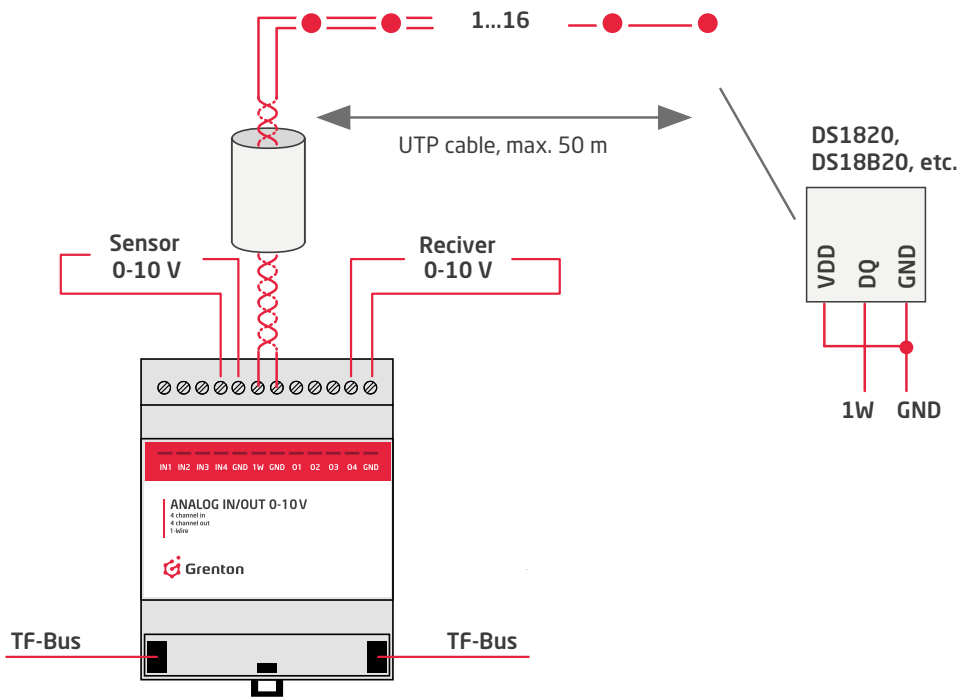 1...16
UTP cable, max. 50 m
DS1820,
DS18B20, etc.
VDD
DQ
GND
1W GND
Sensor
0-10 V
Reciver
0-10 V
IN1 IN2 IN3 IN4 GND 1W GND O1 O2 O3 O4 GND
ANALOG IN/OUT 0-10 V
4 channel in
4 channel out
1-Wire
Grenton
TF-Bus
TF-Bus